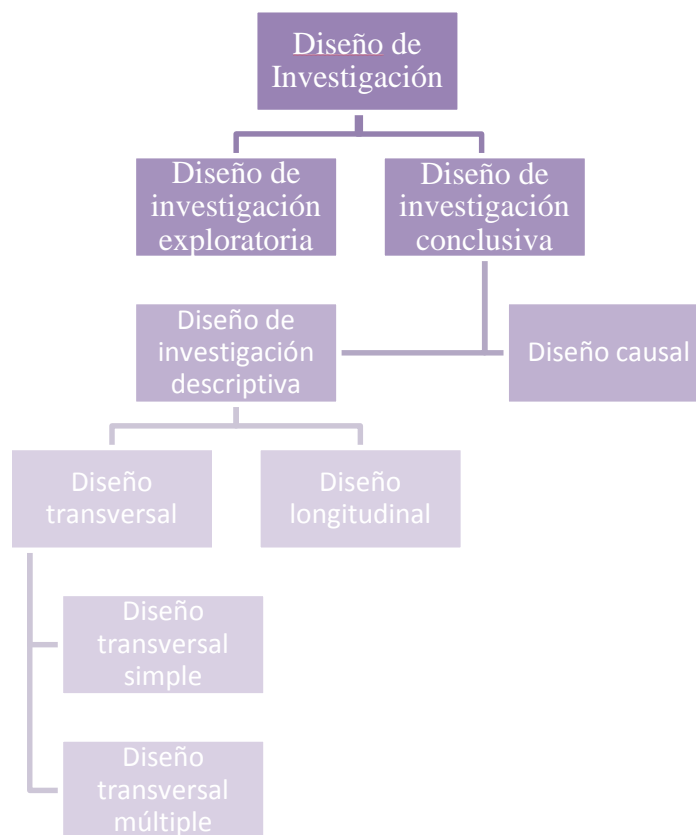 Diseño de
Investigación
Diseño de
investigación
exploratoria
Diseño de
investigación
conclusiva
Diseño de
investigación
descriptiva
Diseño causal
Diseño
transversal
Diseño
longitudinal
Diseño
transversal
simple
Diseño
transversal
múltiple